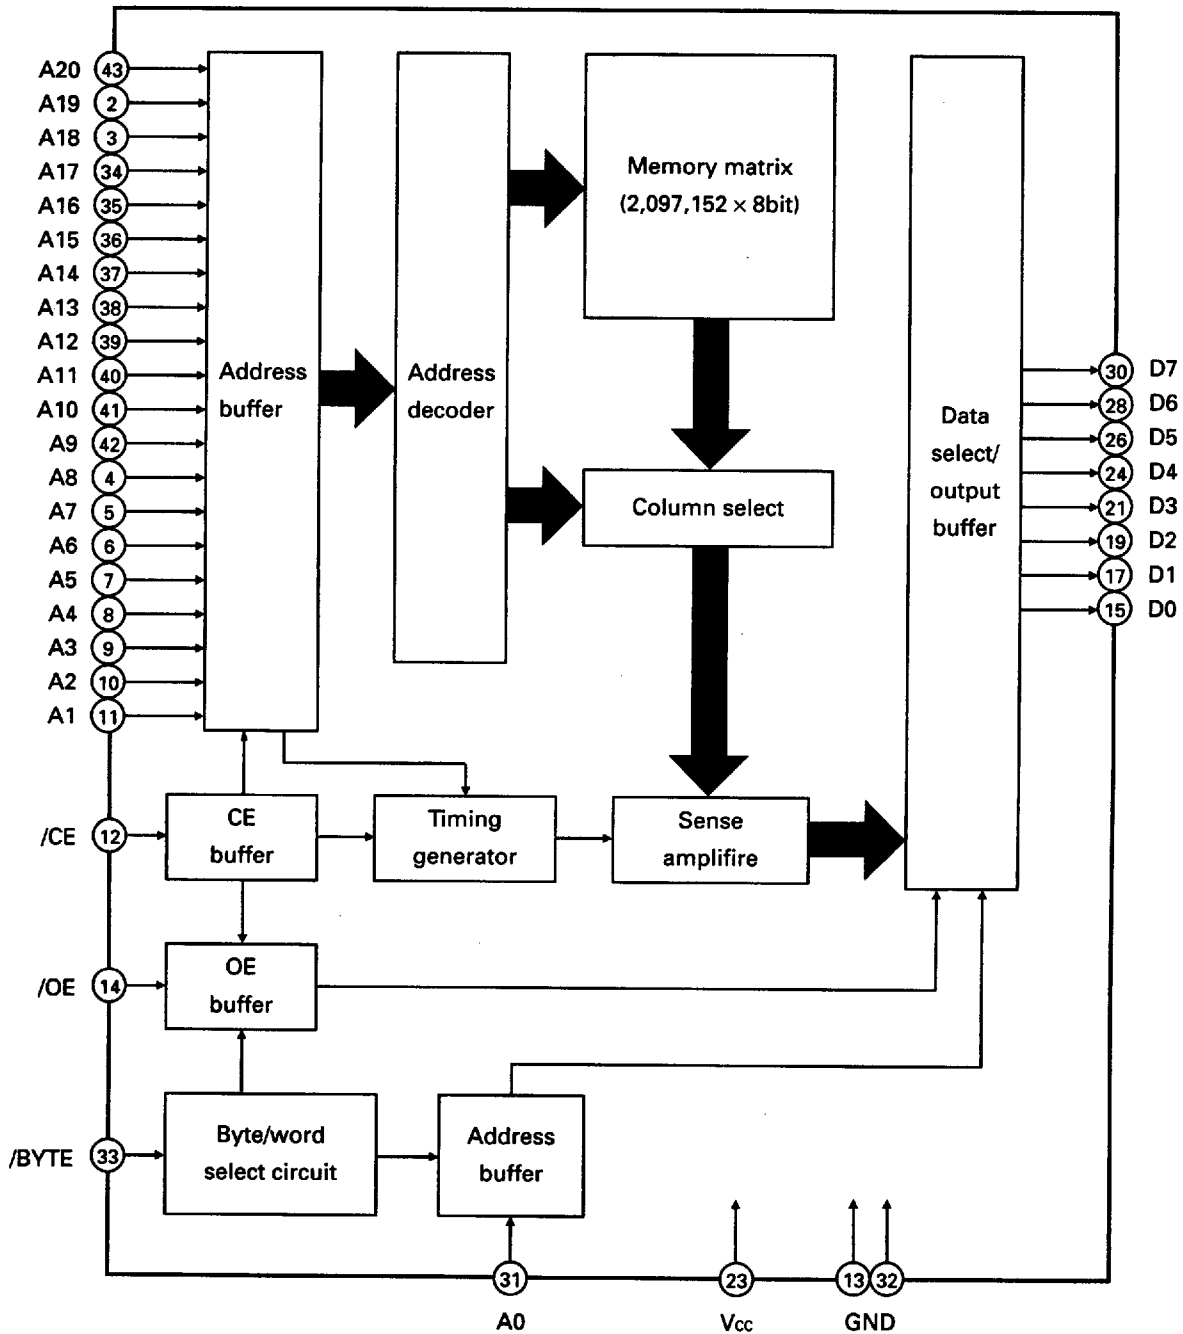 A20 43
A19 2
A18 3
A17 34
A16 35
A15 36
A14 37
A13 38
A12 39
A11 40
A10 41
A9 42
A8 4
A7 5
A6 6
A5 7
A4 8
A3 9
A2 10
A1 11
Address
buffer
Address
decoder
Memory matrix
(2,097,152 × 8bit)
Column select
Data
select/
output
buffer
30 D7
28 D6
26 D5
24 D4
21 D3
19 D2
17 D1
15 D0
/CE 12
CE
buffer
Timing
generator
Sense
amplifire
/OE 14
OE
buffer
/BYTE 33
Byte/word
select circuit
Address
buffer
31
A0
23
Vcc
13 32
GND